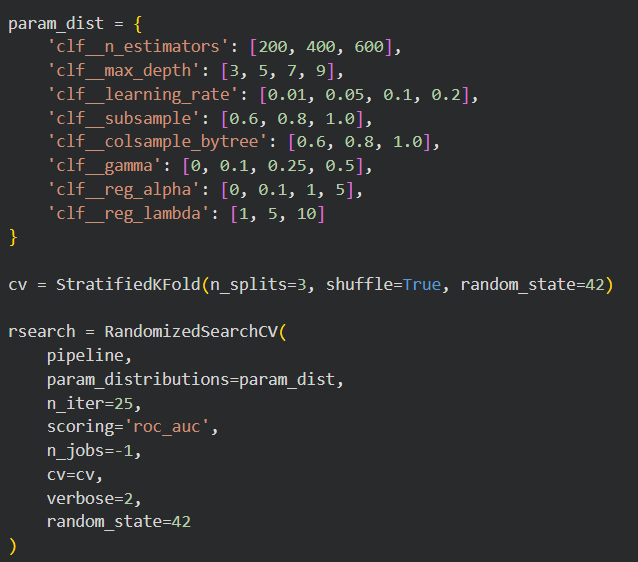 param_dist = {
    'clf__n_estimators': [200, 400, 600],
    'clf__max_depth': [3, 5, 7, 9],
    'clf__learning_rate': [0.01, 0.05, 0.1, 0.2],
    'clf__subsample': [0.6, 0.8, 1.0],
    'clf__colsample_bytree': [0.6, 0.8, 1.0],
    'clf__gamma': [0, 0.1, 0.25, 0.5],
    'clf__reg_alpha': [0, 0.1, 1, 5],
    'clf__reg_lambda': [1, 5, 10]
}

cv = StratifiedKFold(n_splits=3, shuffle=True, random_state=42)

rsearch = RandomizedSearchCV(
    pipeline,
    param_distributions=param_dist,
    n_iter=25,
    scoring='roc_auc',
    n_jobs=-1,
    cv=cv,
    verbose=2,
    random_state=42
)